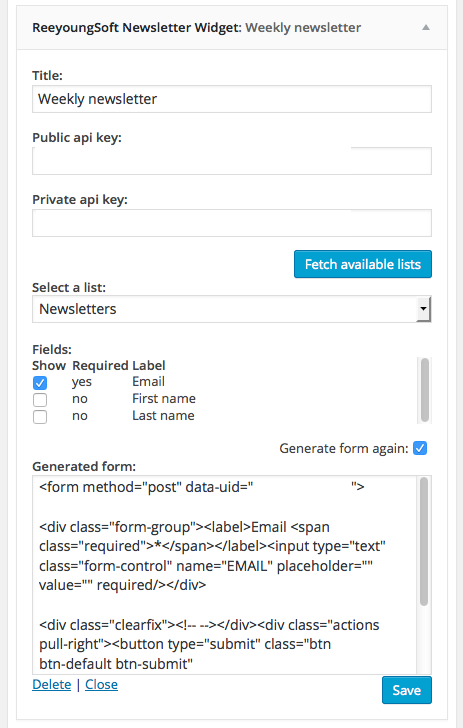 ReeyoungSoft Newsletter Widget: Weekly newsletter
Title:
Weekly newsletter
Public api key:
Private api key:
Fetch available lists
Select a list:
Newsletters
Fields:
Show Required Label
yes Email
no First name
no Last name
Generate form again:
Generated form:
<form method="post" data-uid=" ">
<div class="form-group"><label>Email <span
class="required">*</span></label><input type="text"
class="form-control" name="EMAIL" placeholder=""
value="" required/></div>
<div class="clearfix"><!-- --></div><div class="actions
pull-right"><button type="submit" class="btn
btn-default btn-submit"
Delete | Close
Save